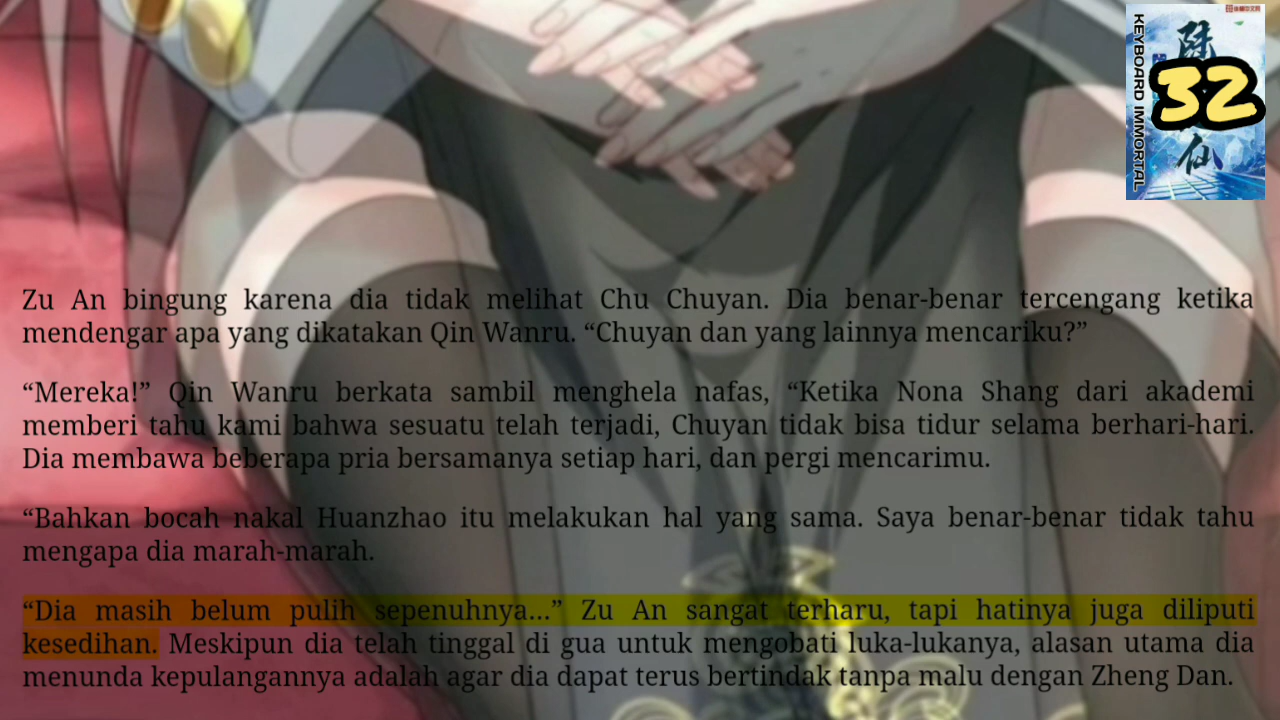 陆
仙
KEYBOARD IMMORTAL
32
Zu An bingung karena dia tidak melihat Chu Chuyan. Dia benar-benar tercengang ketika
mendengar apa yang dikatakan Qin Wanru. “Chuyan dan yang lainnya mencariku?”
“Mereka!” Qin Wanru berkata sambil menghela nafas, “Ketika Nona Shang dari akademi
memberi tahu kami bahwa sesuatu telah terjadi, Chuyan tidak bisa tidur selama berhari-hari.
Dia membawa beberapa pria bersamanya setiap hari, dan pergi mencarimu.
“Bahkan bocah nakal Huanzhao itu melakukan hal yang sama. Saya benar-benar tidak tahu
mengapa dia marah-marah.
“Dia masih belum pulih sepenuhnya...” Zu An sangat terharu, tapi hatinya juga diliputi
kesedihan. Meskipun dia telah tinggal di gua untuk mengobati luka-lukanya, alasan utama dia
menunda kepulangannya adalah agar dia dapat terus bertindak tanpa malu dengan Zheng Dan.